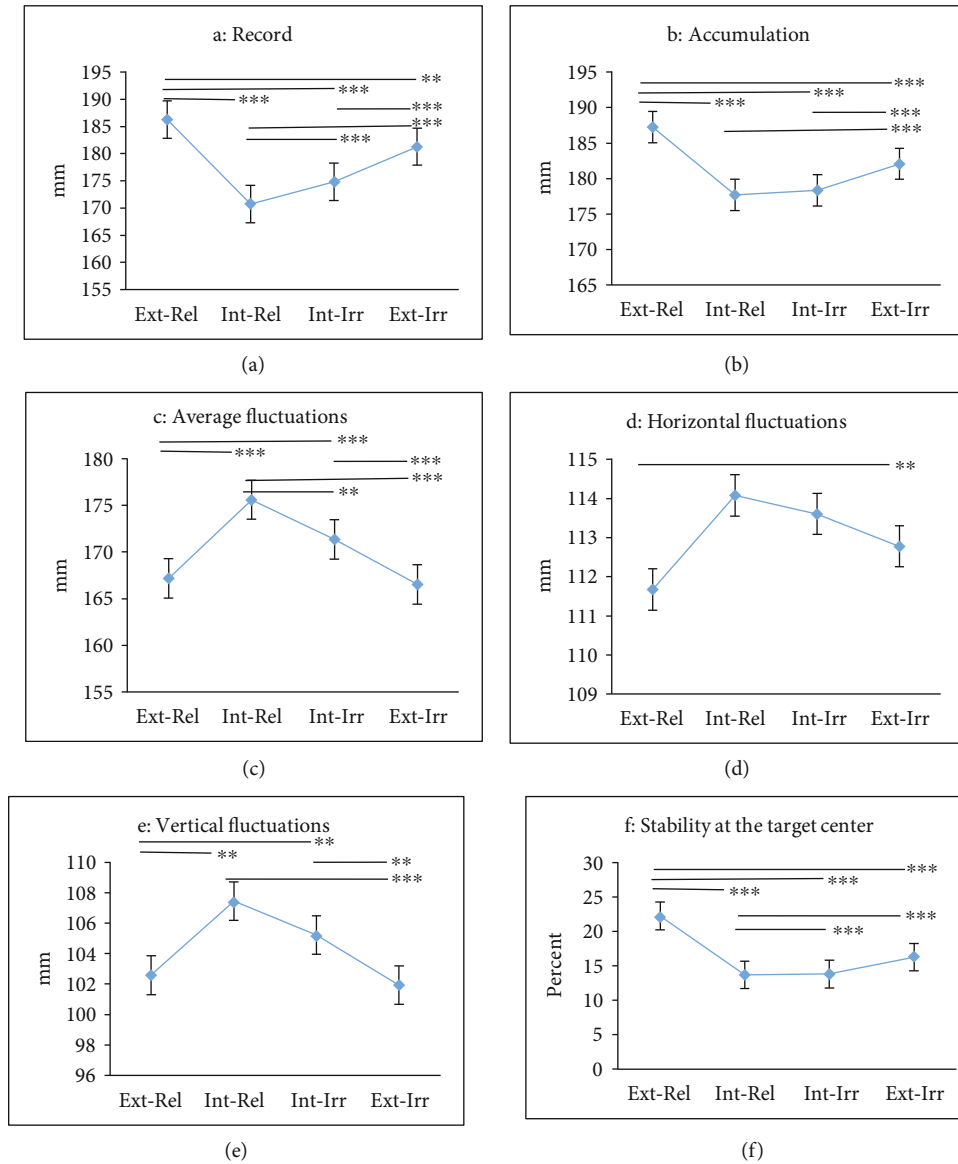 a: Record
195
190
185
180
175
170
165
160
155
mm
**
***
***
***
***
***
Ext-Rel Int-Rel Int-Irr Ext-Irr
(a)
b: Accumulation
195
190
185
180
175
170
165
mm
***
***
***
***
***
Ext-Rel Int-Rel Int-Irr Ext-Irr
(b)
c: Average fluctuations
180
175
170
165
160
155
mm
***
***
***
***
**
Ext-Rel Int-Rel Int-Irr Ext-Irr
(c)
d: Horizontal fluctuations
115
114
113
112
111
110
109
mm
**
Ext-Rel Int-Rel Int-Irr Ext-Irr
(d)
e: Vertical fluctuations
110
108
106
104
102
100
98
96
mm
**
**
**
***
Ext-Rel Int-Rel Int-Irr Ext-Irr
(e)
f: Stability at the target center
30
25
20
15
10
5
0
Percent
***
***
***
***
***
Ext-Rel Int-Rel Int-Irr Ext-Irr
(f)